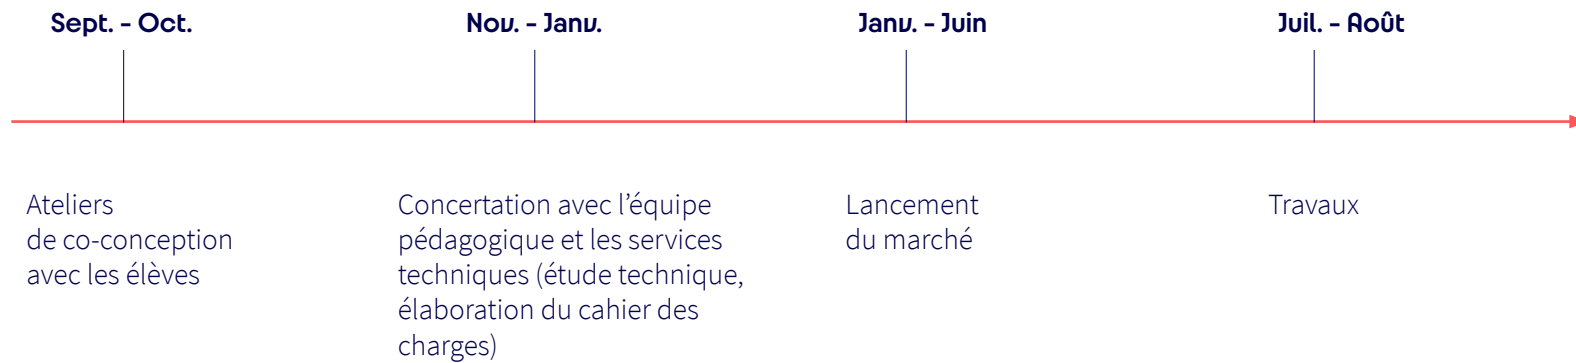 Sept. - Oct.
Nov. - Janv.
Janv. - Juin
Juil. - Août
Ateliers
de co-conception
avec les élèves
Concertation avec l’équipe
pédagogique et les services
techniques (étude technique,
élaboration du cahier des
charges)
Lancement
du marché
Travaux